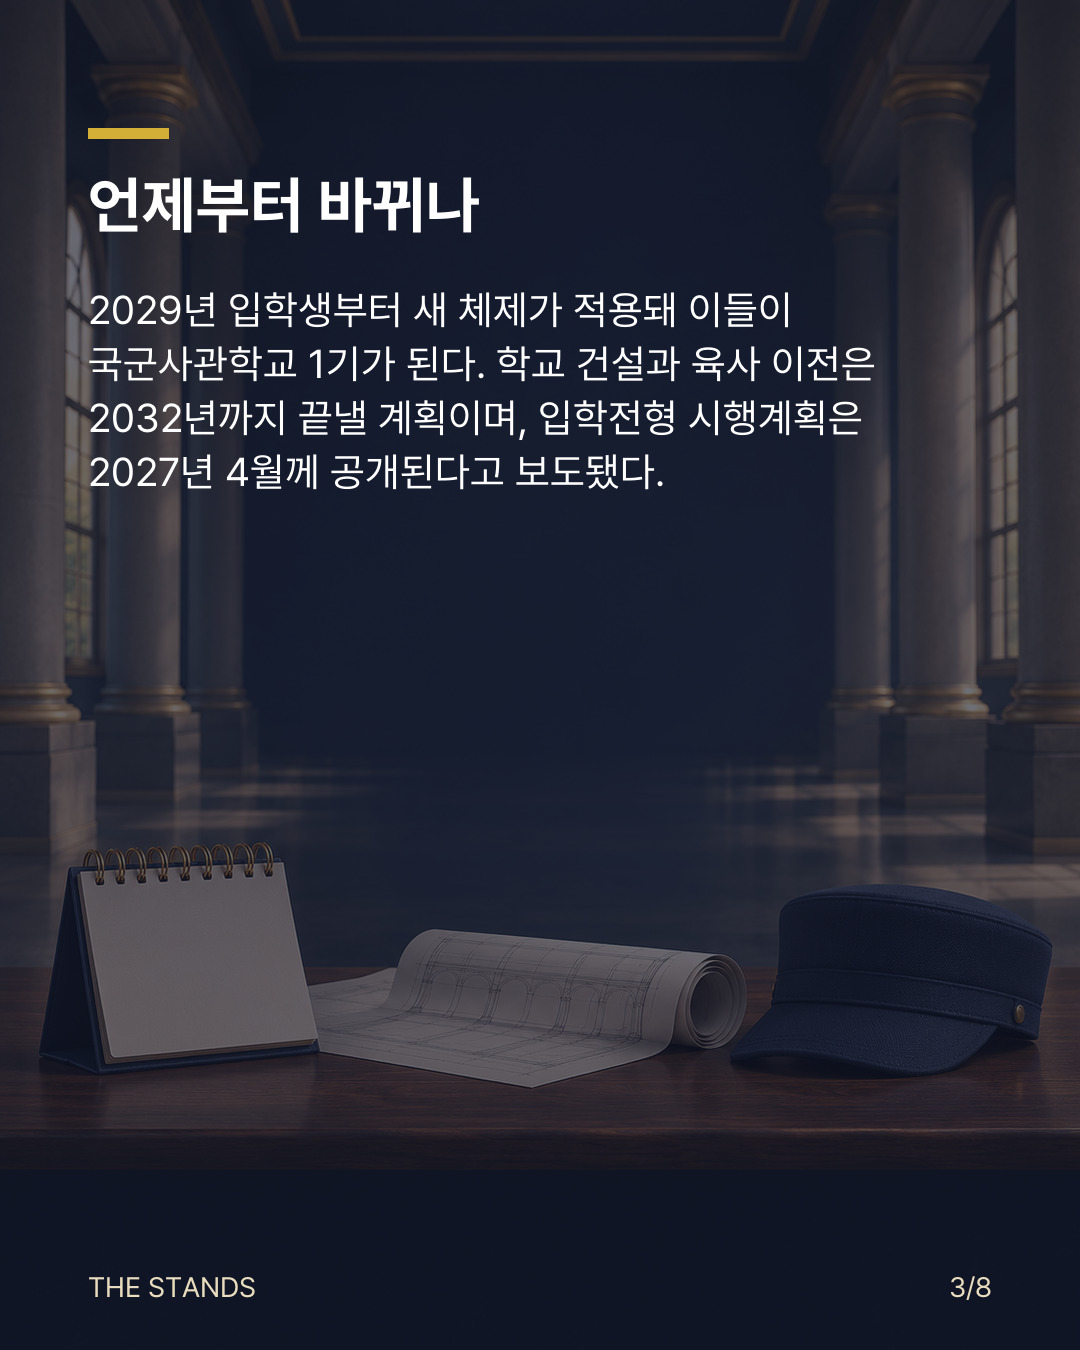 언제부터 바뀌나
2029년 입학생부터 새 체제가 적용돼 이들이
국군사관학교 1기가 된다. 학교 건설과 육사 이전은
2032년까지 끝낼 계획이며, 입학전형 시행계획은
2027년 4월께 공개된다고 보도됐다.
THE STANDS
3/8